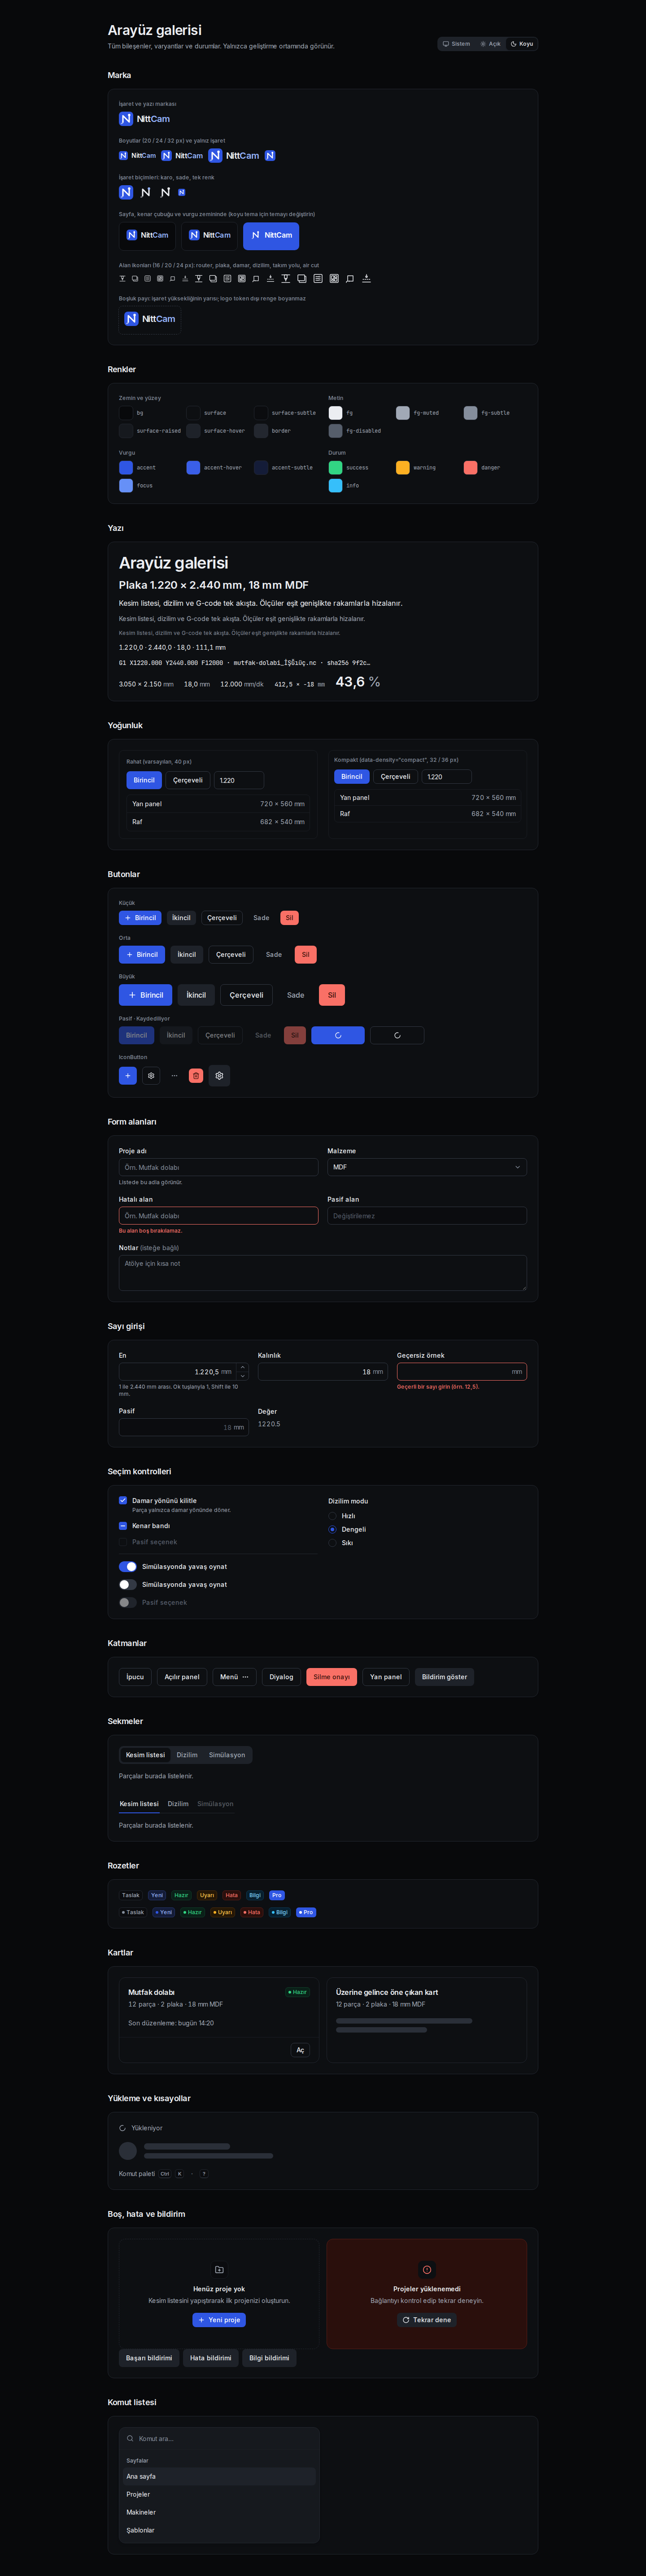 Arayüz galerisi
Tüm bileşenler, varyantlar ve durumlar. Yalnızca geliştirme ortamında görünür.
Sistem Açık Koyu
Marka
İşaret ve yazı markası
NittCam
Boyutlar (20 / 24 / 32 px) ve yalnız işaret
NittCam NittCam NittCam
İşaret biçimleri: karo, sade, tek renk
Sayfa, kenar çubuğu ve vurgu zemininde (koyu tema için temayı değiştirin)
NittCam NittCam NittCam
Alan ikonları (16 / 20 / 24 px): router, plaka, damar, dizilim, takım yolu, air cut
Boşluk payı: işaret yüksekliğinin yarısı; logo token dışı renge boyanmaz
NittCam
Renkler
Zemin ve yüzey
bg surface surface-subtle
surface-raised surface-hover border
Metin
fg fg-muted fg-subtle
fg-disabled
Vurgu
accent accent-hover accent-subtle
focus
Durum
success warning danger
info
Yazı
Arayüz galerisi
Plaka 1.220 × 2.440 mm, 18 mm MDF
Kesim listesi, dizilim ve G-code tek akışta. Ölçüler eşit genişlikte rakamlarla hizalanır.
Kesim listesi, dizilim ve G-code tek akışta. Ölçüler eşit genişlikte rakamlarla hizalanır.
Kesim listesi, dizilim ve G-code tek akışta. Ölçüler eşit genişlikte rakamlarla hizalanır.
1.220,0 · 2.440,0 · 18,0 · 111,1 mm
G1 X1220.000 Y2440.000 F12000 · mutfak-dolabi_İŞĞıüç.nc · sha256 9f2c…
3.050 × 2.150 mm 18,0 mm 12.000 mm/dk 412,5 × -18 mm 43,6 %
Yoğunluk
Rahat (varsayılan, 40 px)
Birincil Çerçeveli 1.220
Yan panel 720 × 560 mm
Raf 682 × 540 mm
Kompakt (data-density="compact", 32 / 36 px)
Birincil Çerçeveli 1.220
Yan panel 720 × 560 mm
Raf 682 × 540 mm
Butonlar
Küçük
Birincil İkincil Çerçeveli Sade Sil
Orta
Birincil İkincil Çerçeveli Sade Sil
Büyük
Birincil İkincil Çerçeveli Sade Sil
Pasif · Kaydediliyor
Birincil İkincil Çerçeveli Sade Sil
IconButton
Form alanları
Proje adı
Örn. Mutfak dolabı
Listede bu adla görünür.
Malzeme
MDF
Hatalı alan
Örn. Mutfak dolabı
Bu alan boş bırakılamaz.
Pasif alan
Değiştirilemez
Notlar (isteğe bağlı)
Atölye için kısa not
Sayı girişi
En
1.220,5 mm
1 ile 2.440 mm arası. Ok tuşlarıyla 1, Shift ile 10
mm.
Kalınlık
18 mm
Geçersiz örnek
mm
Geçerli bir sayı girin (örn. 12,5).
Pasif
18 mm
Değer
1220.5
Seçim kontrolleri
Damar yönünü kilitle
Parça yalnızca damar yönünde döner.
Kenar bandı
Pasif seçenek
Simülasyonda yavaş oynat
Simülasyonda yavaş oynat
Pasif seçenek
Dizilim modu
Hızlı
Dengeli
Sıkı
Katmanlar
İpucu Açılır panel Menü Diyalog Silme onayı Yan panel Bildirim göster
Sekmeler
Kesim listesi Dizilim Simülasyon
Parçalar burada listelenir.
Kesim listesi Dizilim Simülasyon
Parçalar burada listelenir.
Rozetler
Taslak Yeni Hazır Uyarı Hata Bilgi Pro
Taslak Yeni Hazır Uyarı Hata Bilgi Pro
Kartlar
Mutfak dolabı Hazır
12 parça · 2 plaka · 18 mm MDF
Son düzenleme: bugün 14:20
Aç
Üzerine gelince öne çıkan kart
12 parça · 2 plaka · 18 mm MDF
Yükleme ve kısayollar
Yükleniyor
Komut paleti Ctrl K ?
Boş, hata ve bildirim
Henüz proje yok
Kesim listesini yapıştırarak ilk projenizi oluşturun.
Yeni proje
Projeler yüklenemedi
Bağlantıyı kontrol edip tekrar deneyin.
Tekrar dene
Başarı bildirimi Hata bildirimi Bilgi bildirimi
Komut listesi
Komut ara...
Sayfalar
Ana sayfa
Projeler
Makineler
Şablonlar